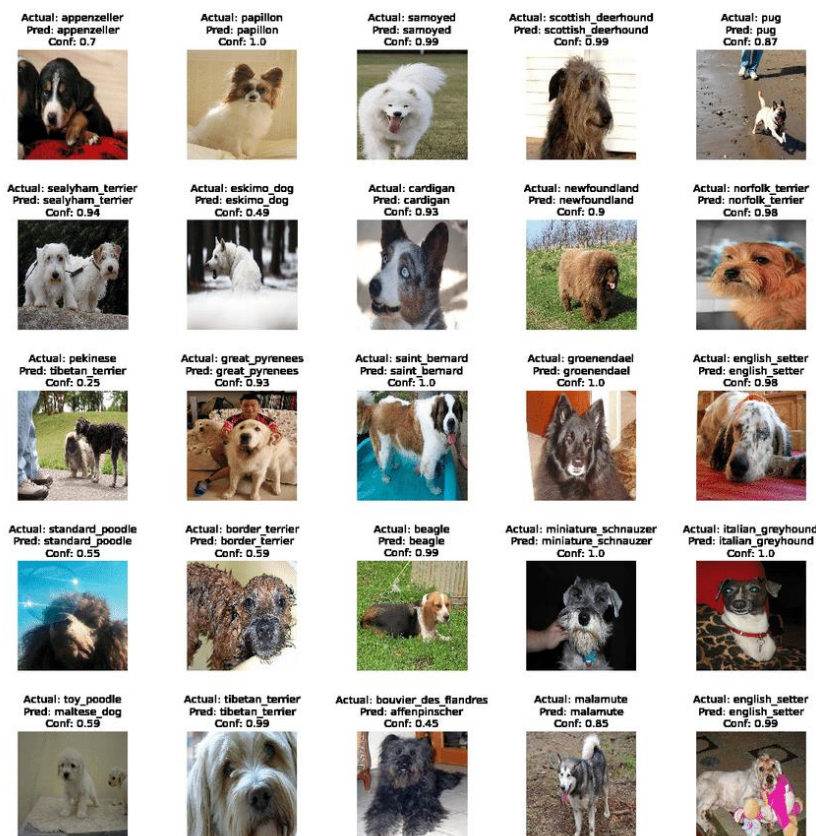 Actual: appenzeller
Pred: appenzeller
Conf: 0.7
Actual: papillon
Pred: papillon
Conf: 1.0
Actual: samoyed
Pred: samoyed
Conf: 0.99
Actual: scottish_deerhound
Pred: scottish_deerhound
Conf: 0.99
Actual: pug
Pred: pug
Conf: 0.87
Actual: sealyham_terrier
Pred: sealyham_terrier
Conf: 0.94
Actual: eskimo_dog
Pred: eskimo_dog
Conf: 0.49
Actual: cardigan
Pred: cardigan
Conf: 0.93
Actual: newfoundland
Pred: newfoundland
Conf: 0.9
Actual: norfolk_terrier
Pred: norfolk_terrier
Conf: 0.98
Actual: pekinese
Pred: tibetan_terrier
Conf: 0.25
Actual: great_pyrenees
Pred: great_pyrenees
Conf: 0.93
Actual: saint_bernard
Pred: saint_bernard
Conf: 1.0
Actual: groenendael
Pred: groenendael
Conf: 1.0
Actual: english_setter
Pred: english_setter
Conf: 0.98
Actual: standard_poodle
Pred: standard_poodle
Conf: 0.55
Actual: border_terrier
Pred: border_terrier
Conf: 0.59
Actual: beagle
Pred: beagle
Conf: 0.99
Actual: miniature_schnauzer
Pred: miniature_schnauzer
Conf: 1.0
Actual: italian_greyhound
Pred: italian_greyhound
Conf: 1.0
Actual: toy_poodle
Pred: maltese_dog
Conf: 0.59
Actual: tibetan_terrier
Pred: tibetan_terrier
Conf: 0.99
Actual: bouvier_des_flandres
Pred: affenpinscher
Conf: 0.45
Actual: malamute
Pred: malamute
Conf: 0.85
Actual: english_setter
Pred: english_setter
Conf: 0.99